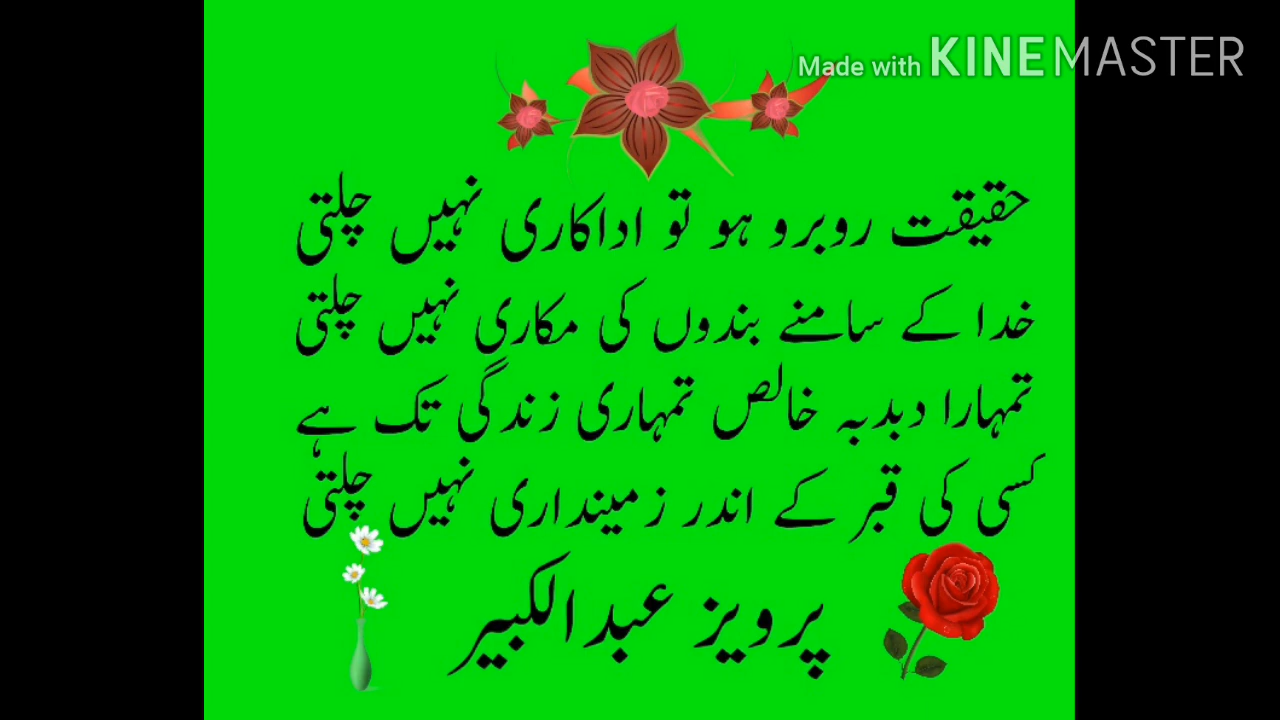 Made with KINEMASTER
حقیقت روبرو ہو تو اداکاری نہیں چلتی
خدا کے سامنے بندوں کی مکاری نہیں چلتی
تمہارا دبدبہ خالص تمہاری زندگی تک ہے
کسی کی قبر کے اندر زمینداری نہیں چلتی
پرویز عبدالکبیر